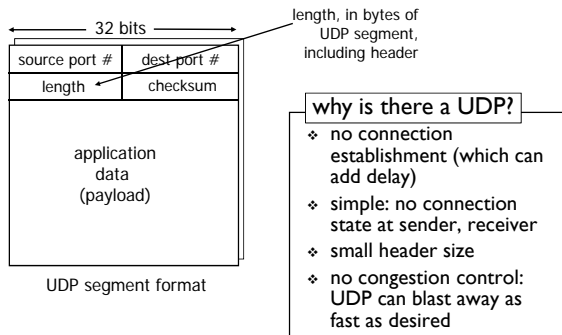 32 bits
source port #
dest port #
length
checksum
application
data
(payload)
UDP segment format
length, in bytes of
UDP segment,
including header
why is there a UDP?
❖ no connection
establishment (which can
add delay)
❖ simple: no connection
state at sender, receiver
❖ small header size
❖ no congestion control:
UDP can blast away as
fast as desired